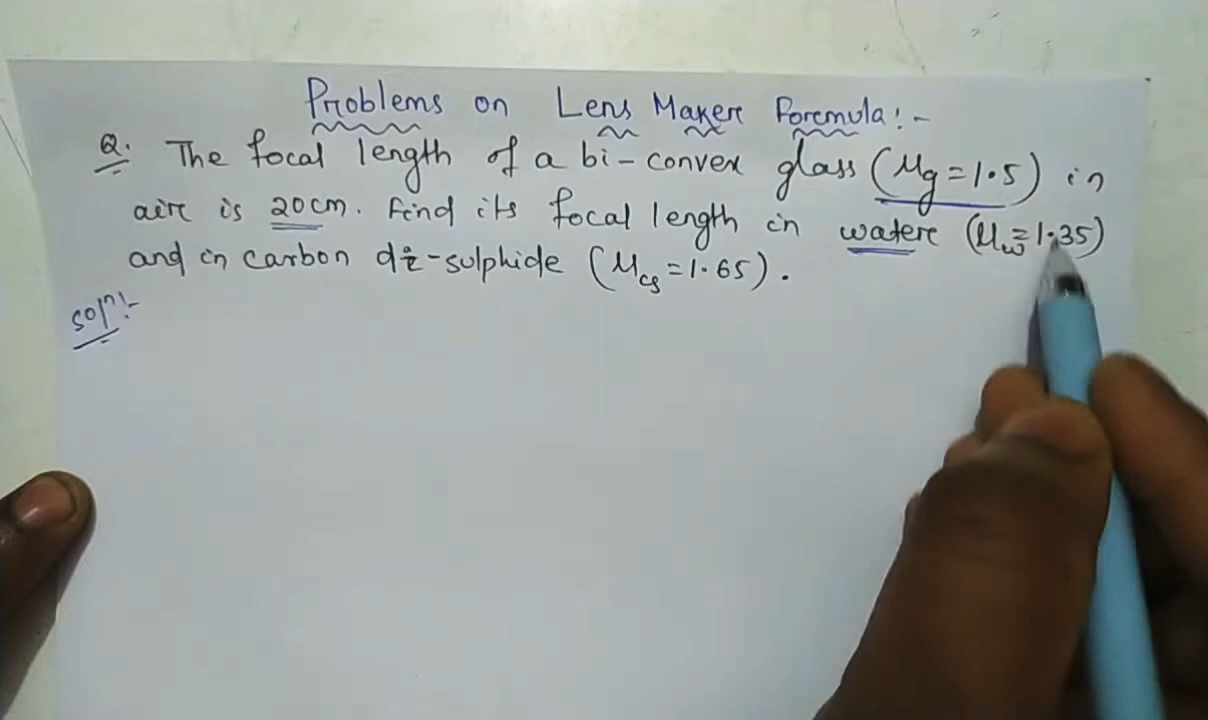 Problems on Lens Maker Formula:-
Q. The focal length of a bi-convex glass (μg=1.5) in
air is 20cm. Find its focal length in water (μw=1.35)
and in carbon di-sulphide (μcs=1.65).
Solⁿ:-